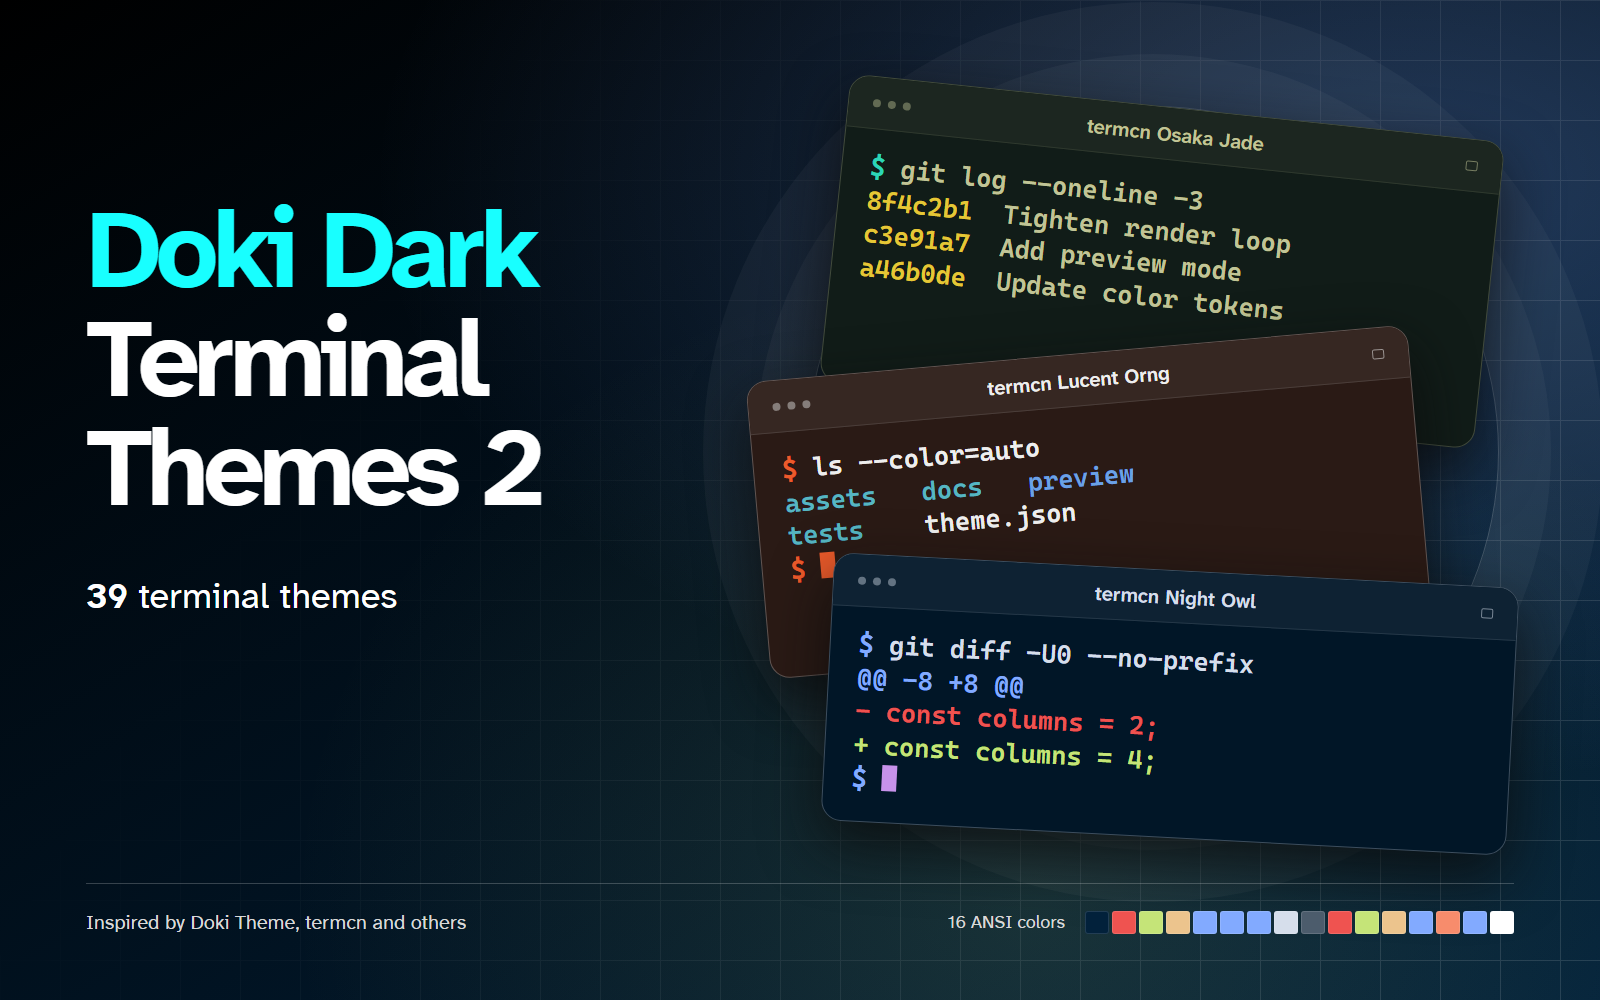 Doki Dark
Terminal
Themes 2
39 terminal themes
termcn Osaka Jade
$ git log --oneline -3
8f4c2b1 Tighten render loop
c3e91a7 Add preview mode
a46b0de Update color tokens
termcn Lucent Orng
$ ls --color=auto
assets docs preview
tests theme.json
$
termcn Night Owl
$ git diff -U0 --no-prefix
@@ -8 +8 @@
- const columns = 2;
+ const columns = 4;
$
Inspired by Doki Theme, termcn and others
16 ANSI colors